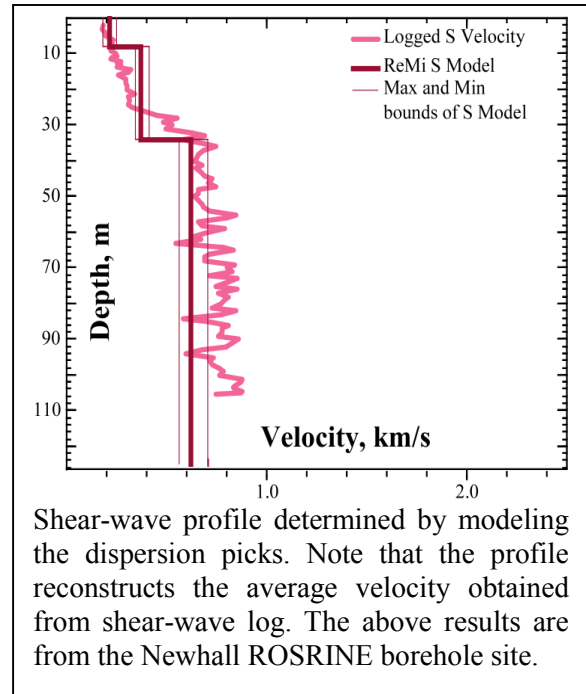 10
30
50
70
90
110
Depth, m
Logged S Velocity
ReMi S Model
Max and Min
bounds of S Model
Velocity, km/s
1.0
2.0
Shear-wave profile determined by modeling
the dispersion picks. Note that the profile
reconstructs the average velocity obtained
from shear-wave log. The above results are
from the Newhall ROSRINE borehole site.